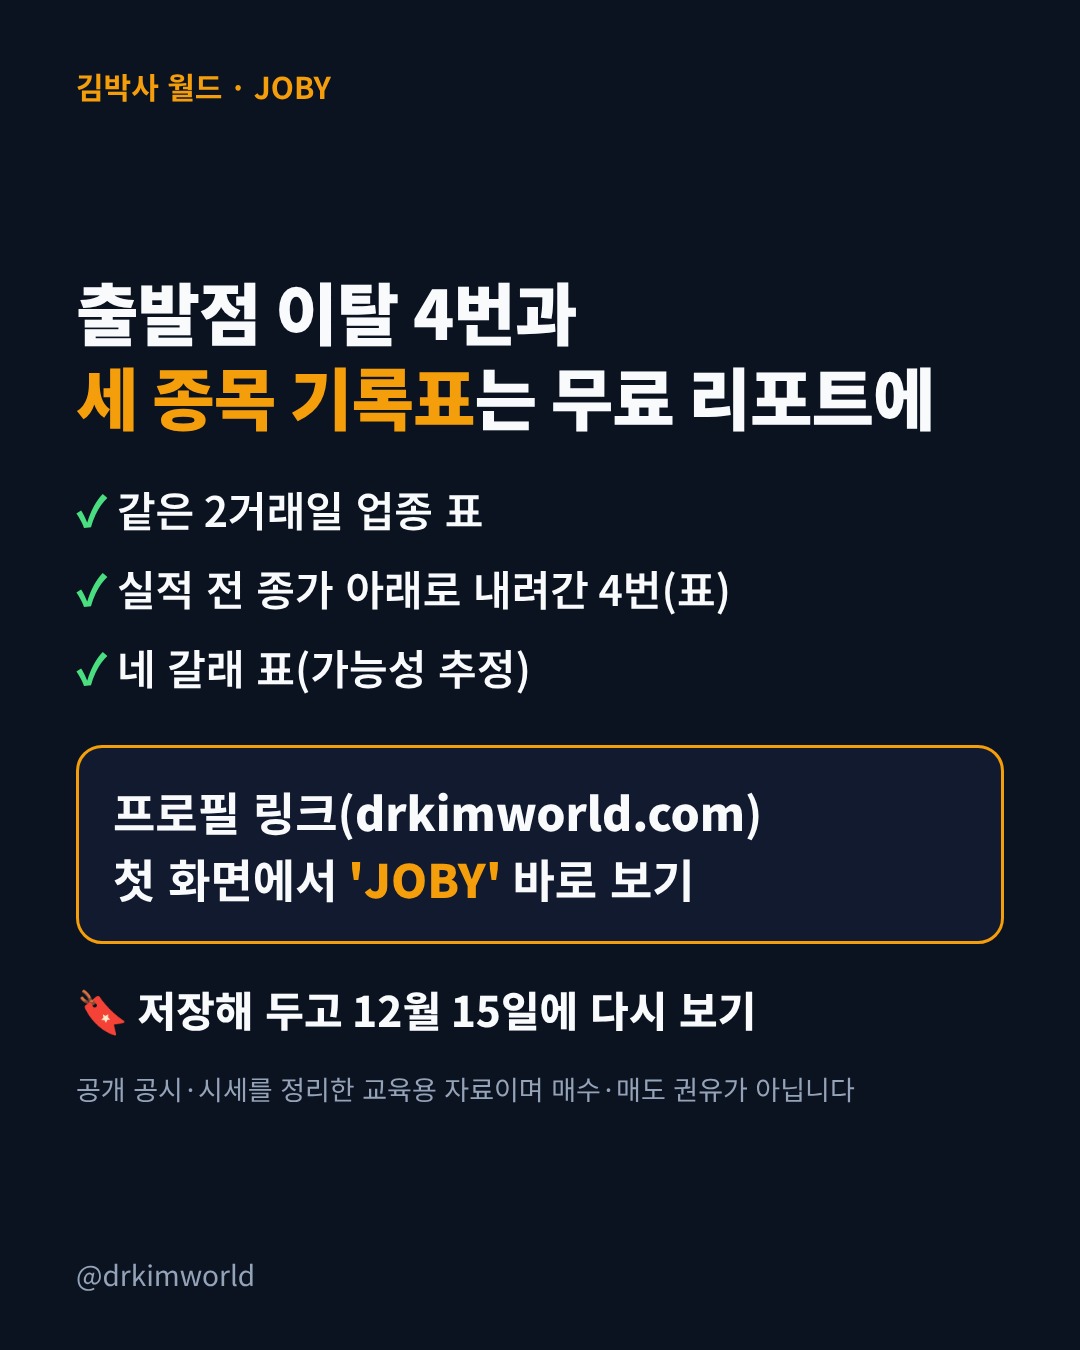 김박사 월드 · JOBY
출발점 이탈 4번과
세 종목 기록표는 무료 리포트에
✓ 같은 2거래일 업종 표
✓ 실적 전 종가 아래로 내려간 4번(표)
✓ 네 갈래 표(가능성 추정)
프로필 링크(drkimworld.com)
첫 화면에서 'JOBY' 바로 보기
🔖 저장해 두고 12월 15일에 다시 보기
공개 공시·시세를 정리한 교육용 자료이며 매수·매도 권유가 아닙니다
@drkimworld